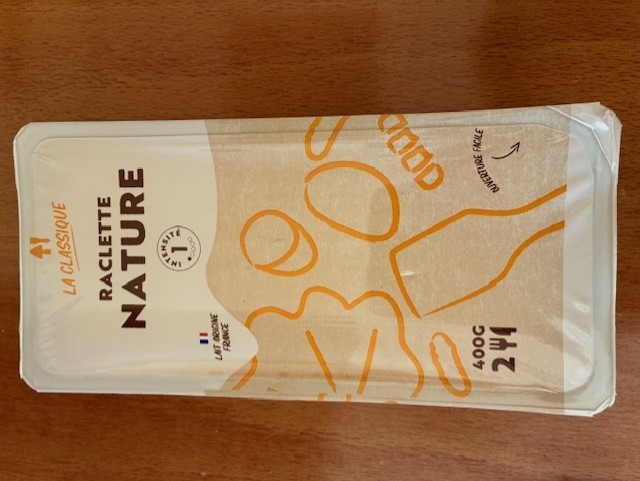 LA CLASSIQUE
RACLETTE
NATURE
INTENSITÉ
1
LAIT ORIGINE
FRANCE
OUVERTURE FACILE
400G
2